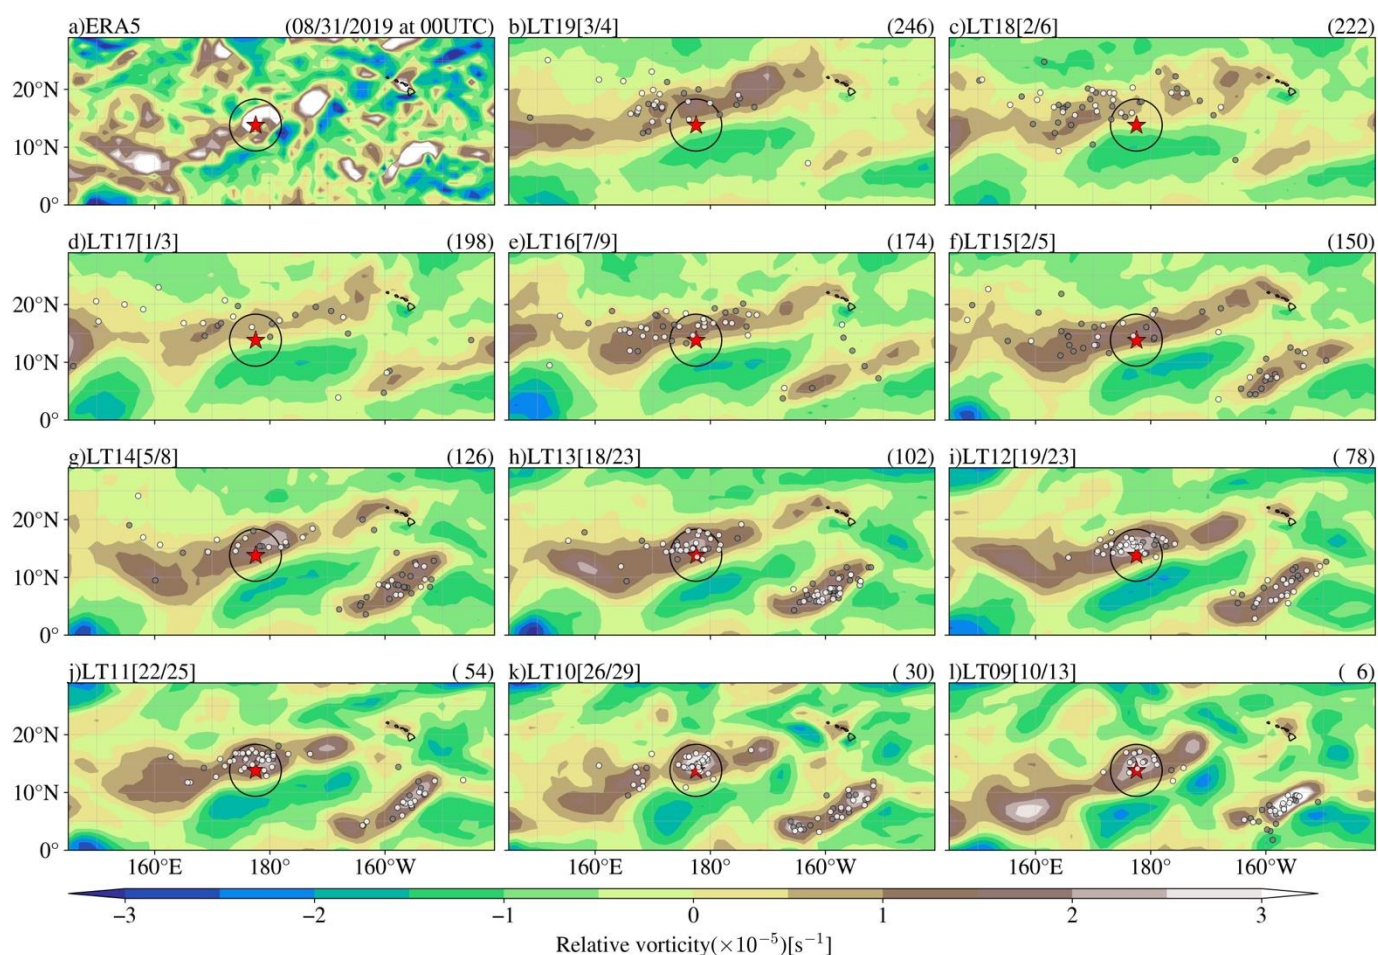 a)ERA5 (08/31/2019 at 00UTC) b)LT19[3/4] (246) c)LT18[2/6] (222)
20°N
10°N
0°
d)LT17[1/3] (198) e)LT16[7/9] (174) f)LT15[2/5] (150)
20°N
10°N
0°
g)LT14[5/8] (126) h)LT13[18/23] (102) i)LT12[19/23] ( 78)
20°N
10°N
0°
j)LT11[22/25] ( 54) k)LT10[26/29] ( 30) l)LT09[10/13] ( 6)
20°N
10°N
0°
160°E 180° 160°W 160°E 180° 160°W 160°E 180° 160°W
−3 −2 −1 0 1 2 3
Relative vorticity(×10⁻⁵)[s⁻¹]